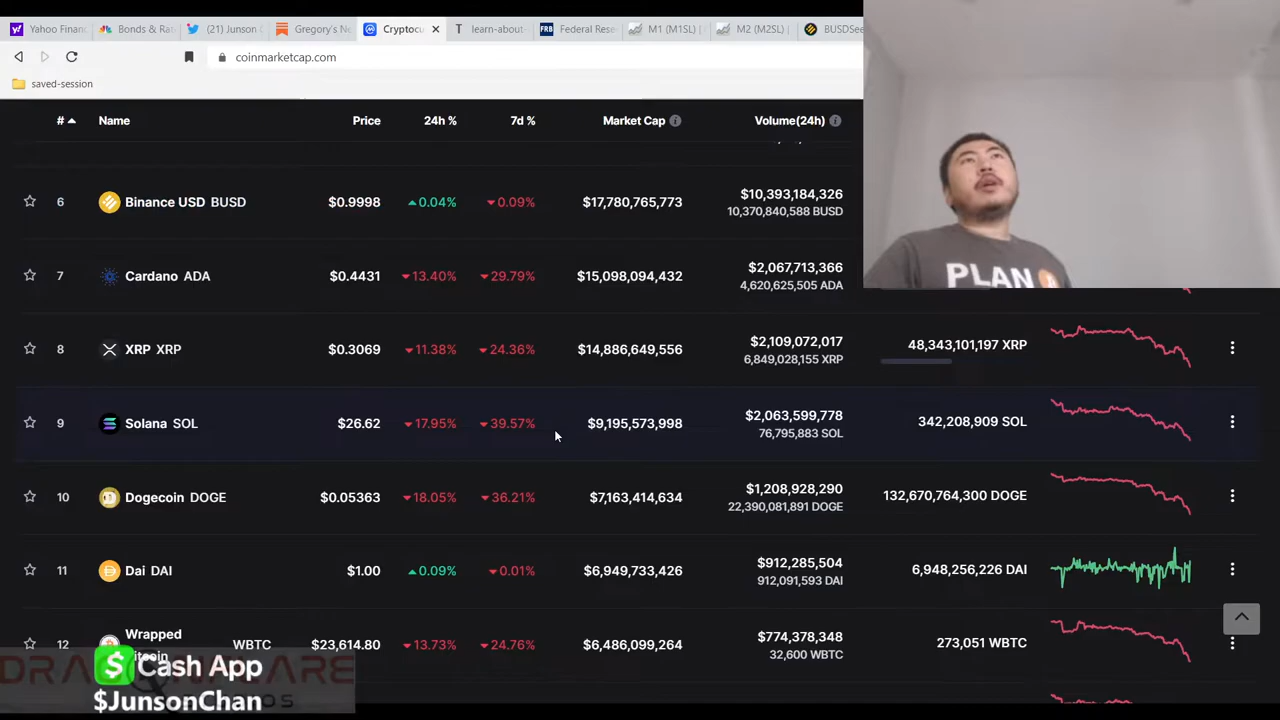 Yahoo Financ
Bonds & Rat
(21) Junson C
Gregory's Ne
Cryptocu
learn-about-
Federal Rese
M1 (M1SL) |
M2 (M2SL) |
BUSDSee
coinmarketcap.com
saved-session
# Name Price 24h % 7d % Market Cap Volume(24h)
6 Binance USD BUSD $0.9998 0.04% 0.09% $17,780,765,773 $10,393,184,326
10,370,840,588 BUSD
7 Cardano ADA $0.4431 13.40% 29.79% $15,098,094,432 $2,067,713,366
4,620,625,505 ADA
8 XRP XRP $0.3069 11.38% 24.36% $14,886,649,556 $2,109,072,017 48,343,101,197 XRP
6,849,028,155 XRP
9 Solana SOL $26.62 17.95% 39.57% $9,195,573,998 $2,063,599,778 342,208,909 SOL
76,795,883 SOL
10 Dogecoin DOGE $0.05363 18.05% 36.21% $7,163,414,634 $1,208,928,290 132,670,764,300 DOGE
22,390,081,891 DOGE
11 Dai DAI $1.00 0.09% 0.01% $6,949,733,426 $912,285,504 6,948,256,226 DAI
912,091,593 DAI
12 Wrapped Bitcoin WBTC $23,614.80 13.73% 24.76% $6,486,099,264 $774,378,348 273,051 WBTC
32,600 WBTC
PLAN
Cash App
$JunsonChan